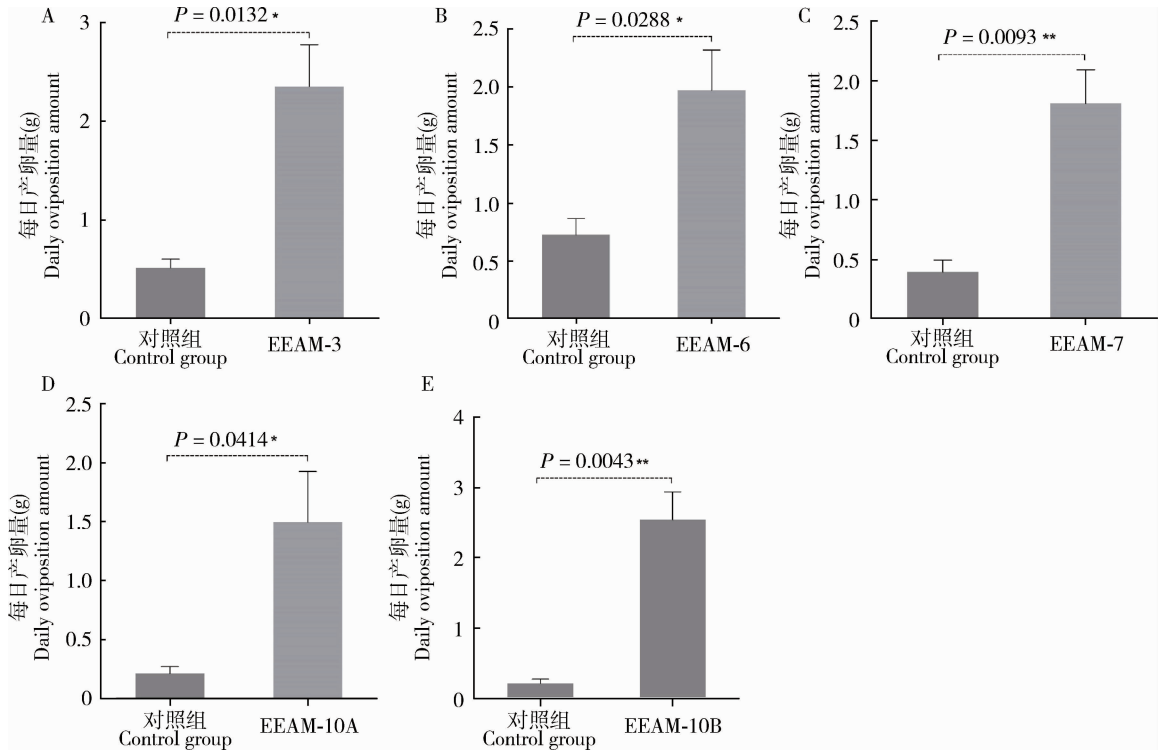 A
P = 0.0132 *
每日产卵量(g)
Daily oviposition amount
3
2
1
0
对照组
Control group
EEAM-3
B
P = 0.0288 *
每日产卵量(g)
Daily oviposition amount
2.5
2.0
1.5
1.0
0.5
0
对照组
Control group
EEAM-6
C
P = 0.0093 **
每日产卵量(g)
Daily oviposition amount
2.5
2.0
1.5
1.0
0.5
0
对照组
Control group
EEAM-7
D
P = 0.0414 *
每日产卵量(g)
Daily oviposition amount
2.5
2.0
1.5
1.0
0.5
0
对照组
Control group
EEAM-10A
E
P = 0.0043 **
每日产卵量(g)
Daily oviposition amount
4
3
2
1
0
对照组
Control group
EEAM-10B